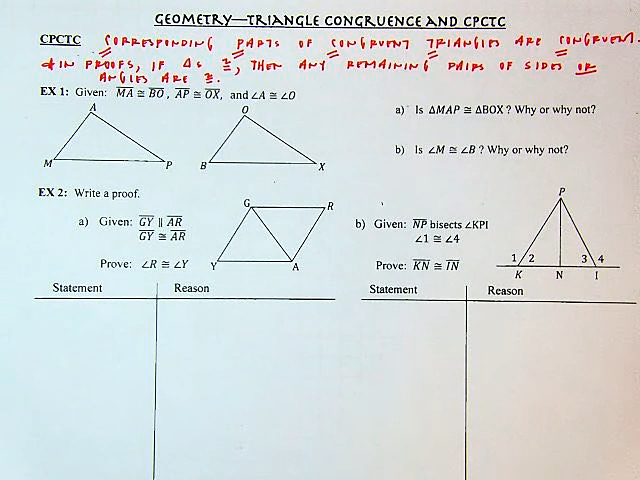 GEOMETRY—TRIANGLE CONGRUENCE AND CPCTC
CPCTC CORRESPONDING PARTS OF CONGRUENT TRIANGLES ARE CONGRUENT.
*IN PROOFS, IF Δs ≅, THEN ANY REMAINING PAIRS OF SIDES OR
ANGLES ARE ≅.
EX 1: Given: MA ≅ BO, AP ≅ OX, and ∠A ≅ ∠O
a) Is ΔMAP ≅ ΔBOX? Why or why not?
b) Is ∠M ≅ ∠B? Why or why not?
A
M
P
O
B
X
EX 2: Write a proof.
a) Given: GY ∥ AR
GY ≅ AR
Prove: ∠R ≅ ∠Y
G
R
Y
A
b) Given: NP bisects ∠KPI
∠1 ≅ ∠4
Prove: KN ≅ IN
P
1 2 3 4
K N I
Statement Reason
Statement Reason